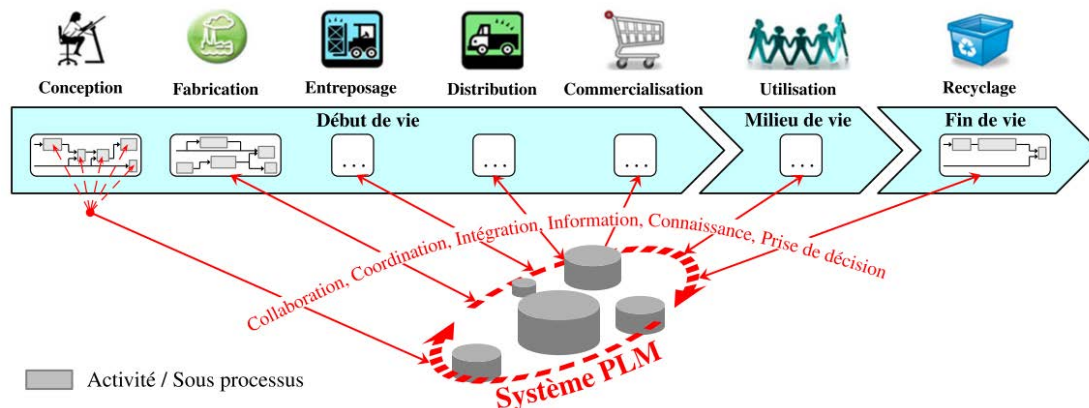 Conception
Fabrication
Entreposage
Distribution
Commercialisation
Utilisation
Recyclage
Début de vie
Milieu de vie
Fin de vie
...
...
...
...
Collaboration, Coordination, Intégration, Information, Connaissance, Prise de décision
Système PLM
Activité / Sous processus